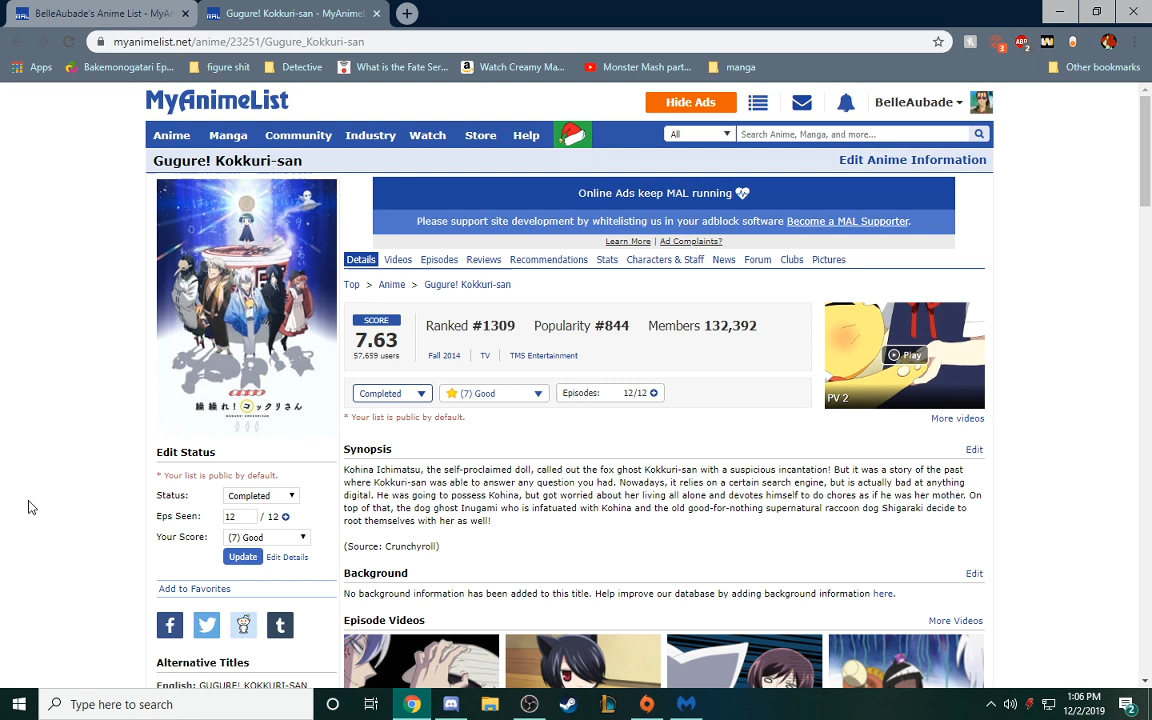 BelleAubade's Anime List - MyAni
Gugure! Kokkuri-san - MyAnimeL
myanimelist.net/anime/23251/Gugure_Kokkuri-san
Apps
Bakemonogatari Ep...
figure shit
Detective
What is the Fate Ser...
Watch Creamy Ma...
Monster Mash part...
manga
Other bookmarks
MyAnimeList
Hide Ads
BelleAubade
Anime Manga Community Industry Watch Store Help
All
Search Anime, Manga, and more...
Gugure! Kokkuri-san
Edit Anime Information
Online Ads keep MAL running
Please support site development by whitelisting us in your adblock software Become a MAL Supporter.
Learn More | Ad Complaints?
Details Videos Episodes Reviews Recommendations Stats Characters & Staff News Forum Clubs Pictures
Top > Anime > Gugure! Kokkuri-san
SCORE
7.63
57,659 users
Ranked #1309 Popularity #844 Members 132,392
Fall 2014 TV TMS Entertainment
Play
PV 2
Completed
(7) Good
Episodes: 12/12
* Your list is public by default.
More videos
繰繰れ！コックリさん
Edit Status
* Your list is public by default.
Status: Completed
Eps Seen: 12 / 12
Your Score: (7) Good
Update Edit Details
Add to Favorites
Alternative Titles
English: GUGURE! KOKKURI-SAN
Synopsis
Edit
Kohina Ichimatsu, the self-proclaimed doll, called out the fox ghost Kokkuri-san with a suspicious incantation! But it was a story of the past
where Kokkuri-san was able to answer any question you had. Nowadays, it relies on a certain search engine, but is actually bad at anything
digital. He was going to possess Kohina, but got worried about her living all alone and devotes himself to do chores as if he was her mother. On
top of that, the dog ghost Inugami who is infatuated with Kohina and the old good-for-nothing supernatural raccoon dog Shigaraki decide to
root themselves with her as well!
(Source: Crunchyroll)
Background
Edit
No background information has been added to this title. Help improve our database by adding background information here.
Episode Videos
More Videos
Type here to search
1:06 PM
12/2/2019
2